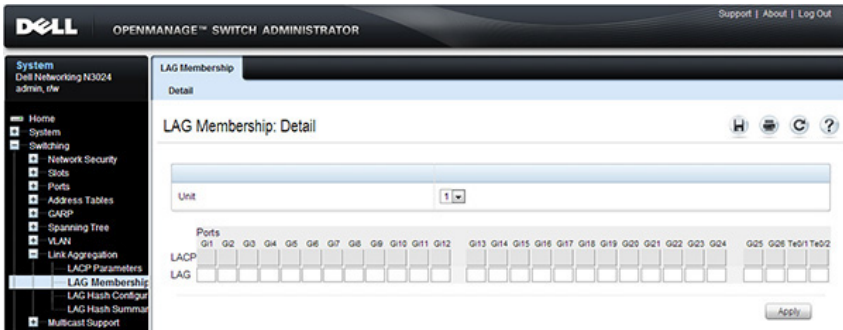 Support | About | Log Out
DELL OPENMANAGE™ SWITCH ADMINISTRATOR
System
Dell Networking N3024
admin, r/w
Home
System
Switching
Network Security
Slots
Ports
Address Tables
GARP
Spanning Tree
VLAN
Link Aggregation
LACP Parameters
LAG Membership
LAG Hash Configur
LAG Hash Summar
Multicast Support
LAG Membership
Detail
LAG Membership: Detail
Unit 1
Ports
Gi1 Gi2 Gi3 Gi4 Gi5 Gi6 Gi7 Gi8 Gi9 Gi10 Gi11 Gi12 Gi13 Gi14 Gi15 Gi16 Gi17 Gi18 Gi19 Gi20 Gi21 Gi22 Gi23 Gi24 Gi25 Gi26 Te0/1 Te0/2
LACP
LAG
Apply